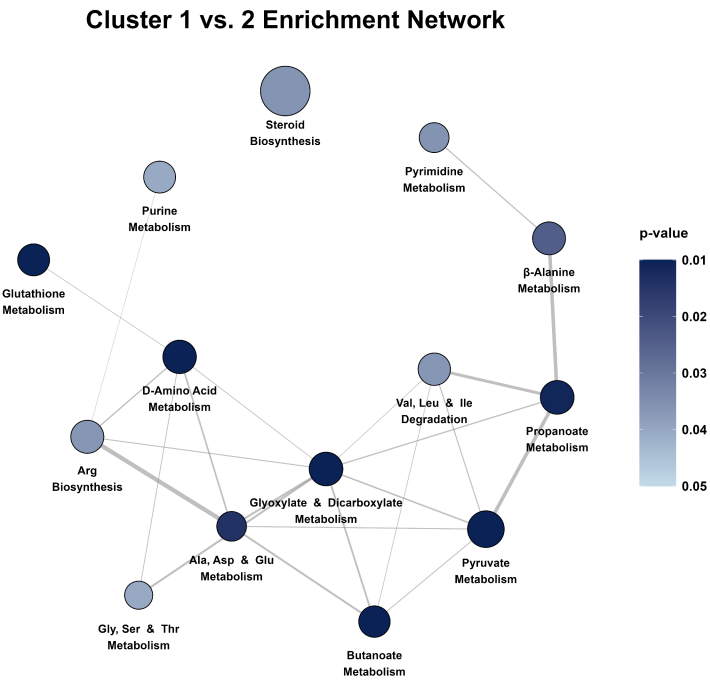 Cluster 1 vs. 2 Enrichment Network
Steroid
Biosynthesis
Pyrimidine
Metabolism
Purine
Metabolism
p-value
β-Alanine
Metabolism
Glutathione
Metabolism
0.01
0.02
0.03
0.04
0.05
D-Amino Acid
Metabolism
Val, Leu & Ile
Degradation
Propanoate
Metabolism
Arg
Biosynthesis
Glyoxylate & Dicarboxylate
Metabolism
Ala, Asp & Glu
Metabolism
Pyruvate
Metabolism
Gly, Ser & Thr
Metabolism
Butanoate
Metabolism